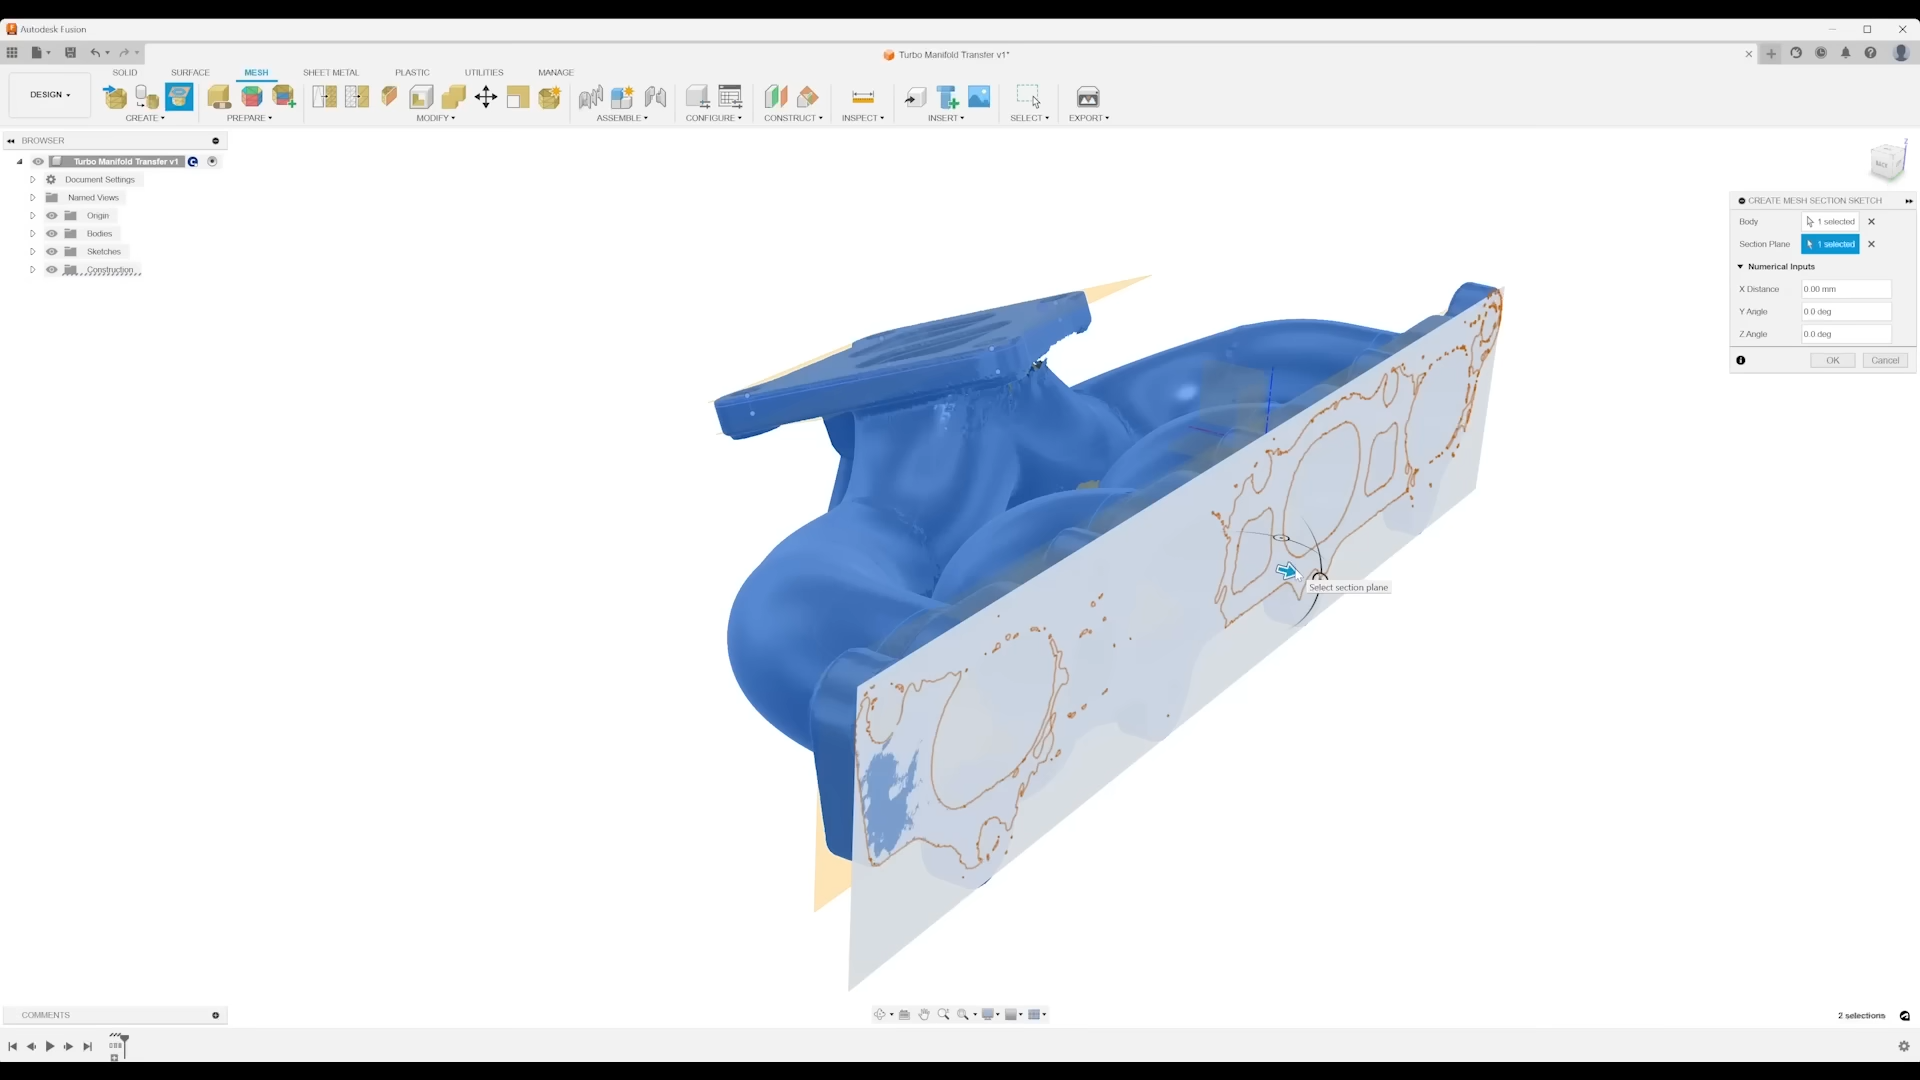 Autodesk Fusion
Turbo Manifold Transfer v1*
DESIGN
SOLID
SURFACE
MESH
SHEET METAL
PLASTIC
UTILITIES
MANAGE
CREATE
PREPARE
MODIFY
ASSEMBLE
CONFIGURE
CONSTRUCT
INSPECT
INSERT
SELECT
EXPORT
BROWSER
Turbo Manifold Transfer v1
Document Settings
Named Views
Origin
Bodies
Sketches
Construction
BACK
Z
CREATE MESH SECTION SKETCH
Body 1 selected
Section Plane 1 selected
Numerical Inputs
X Distance 0.00 mm
Y Angle 0.0 deg
Z Angle 0.0 deg
OK Cancel
Select section plane
COMMENTS
2 selections